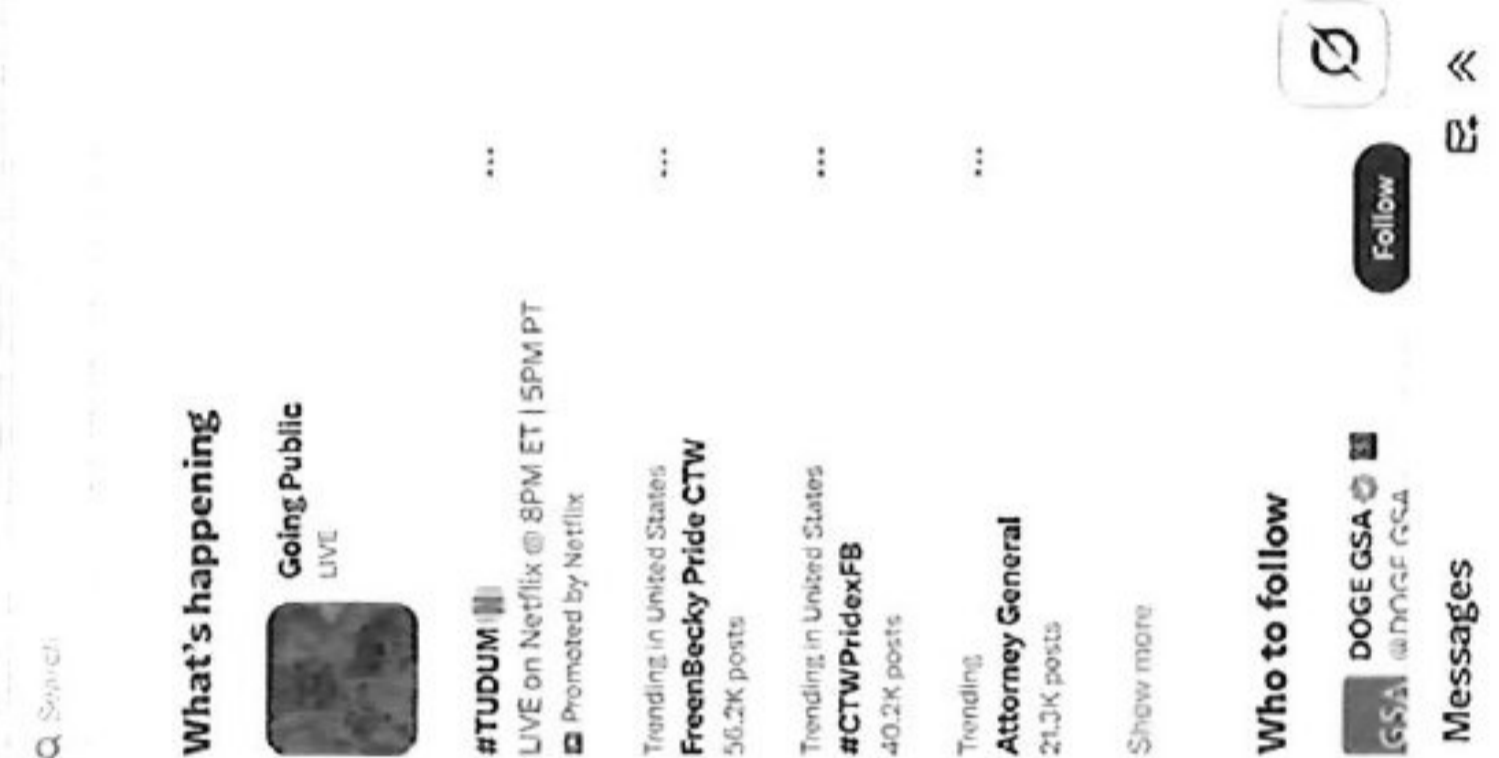 Search
What's happening
Going Public
LIVE
#TUDUM
LIVE on Netflix @ 8PM ET | 5PM PT
Promoted by Netflix
Trending in United States
FreenBecky Pride CTW
56.2K posts
Trending in United States
#CTWPridexFB
40.2K posts
Trending
Attorney General
21.3K posts
Show more
Who to follow
GSA
DOGE GSA
@DOGE_GSA
Follow
Messages